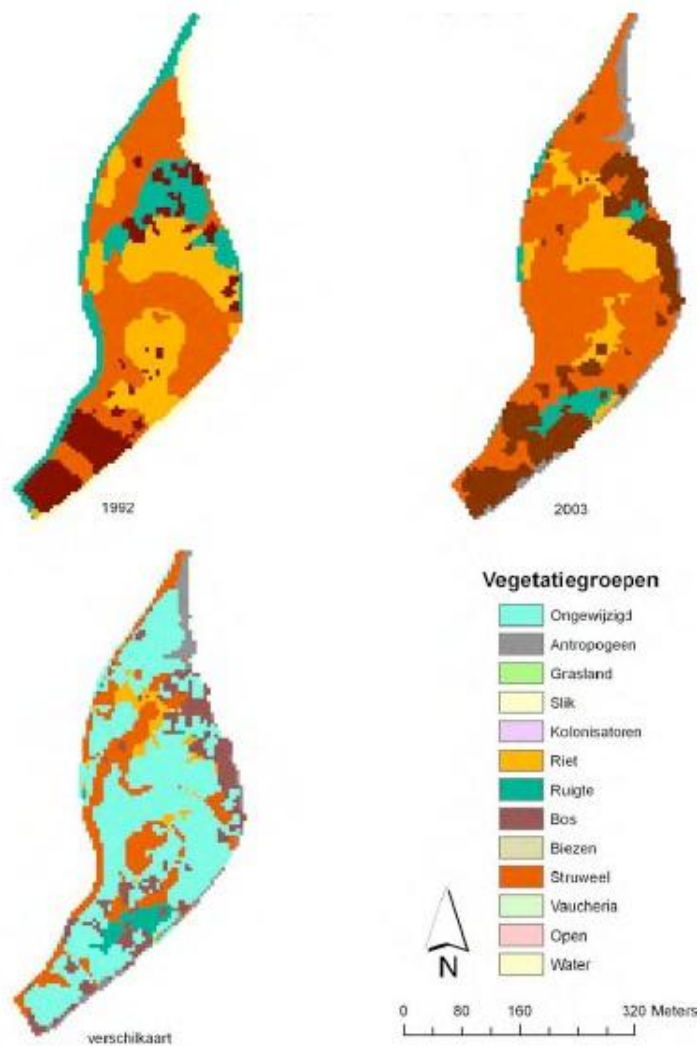 1992
2003
Vegetatiegroepen
Ongewijzigd
Antropogeen
Grasland
Slik
Kolonisatoren
Riet
Ruigte
Bos
Biezen
Struweel
Vaucheria
Open
Water
N
0 80 160 320 Meters
verschilkaart